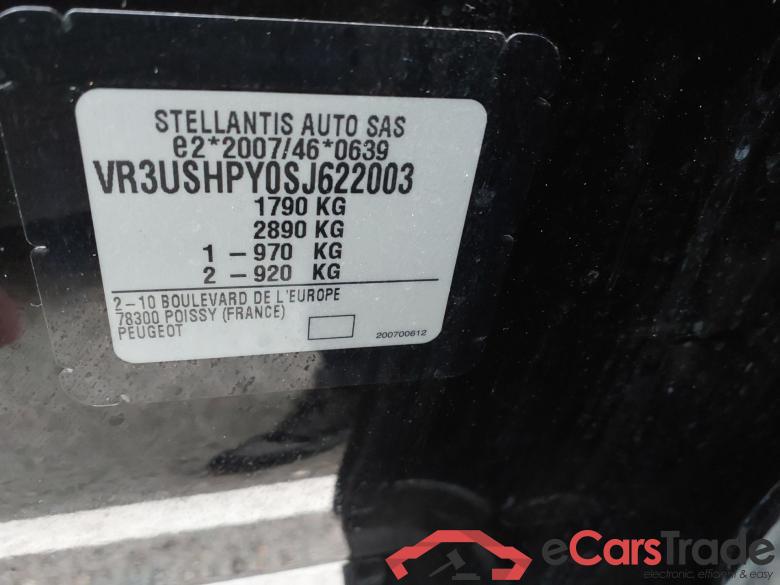 STELLANTIS AUTO SAS
e2*2007/46*0639
VR3USHPY0SJ622003
1790 KG
2890 KG
1 - 970 KG
2 - 920 KG
2-10 BOULEVARD DE L'EUROPE
78300 POISSY (FRANCE)
PEUGEOT
200700612
eCarsTrade
electronic, efficient & easy